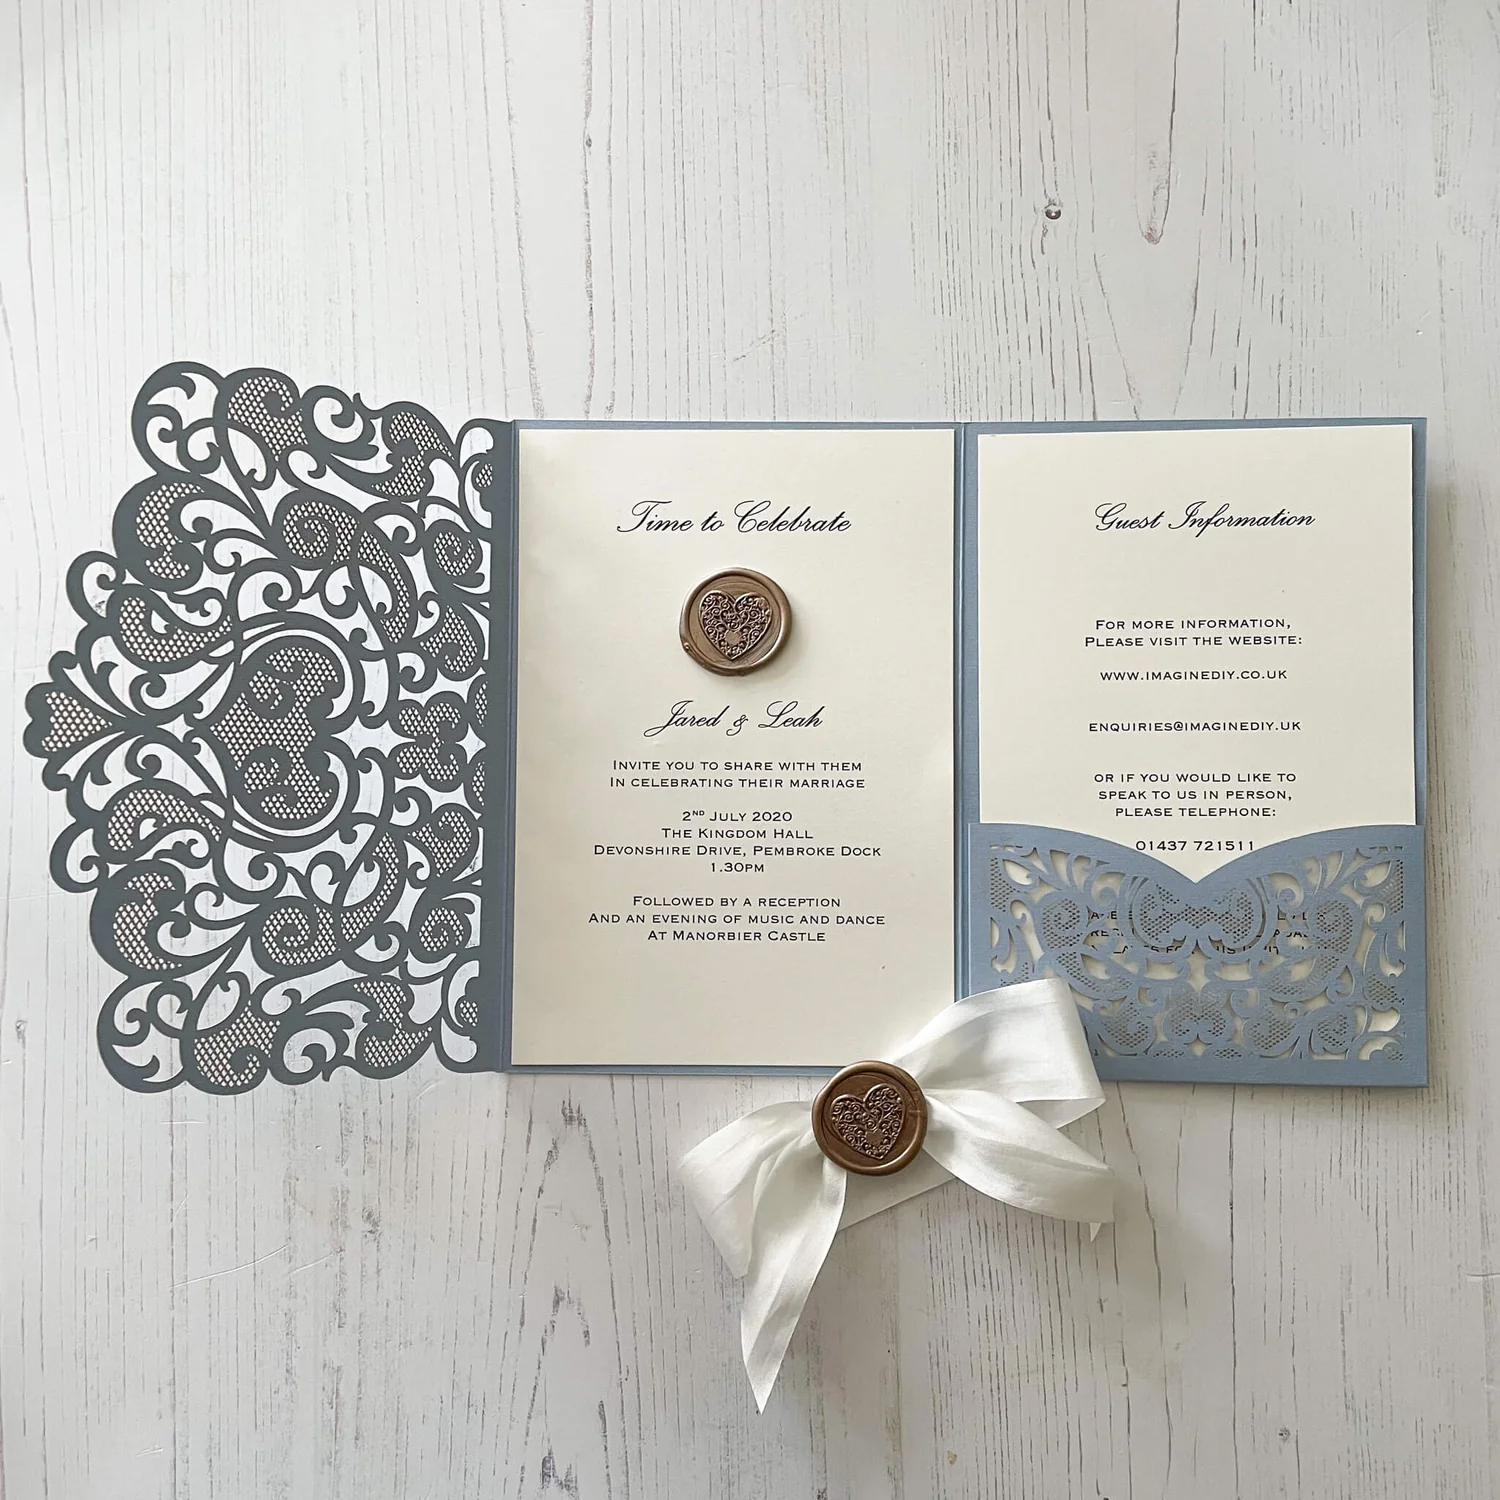 Time to Celebrate
Jared & Leah
INVITE YOU TO SHARE WITH THEM
IN CELEBRATING THEIR MARRIAGE
2ND JULY 2020
THE KINGDOM HALL
DEVONSHIRE DRIVE, PEMBROKE DOCK
1.30PM
FOLLOWED BY A RECEPTION
AND AN EVENING OF MUSIC AND DANCE
AT MANORBIER CASTLE
Guest Information
FOR MORE INFORMATION,
PLEASE VISIT THE WEBSITE:
WWW.IMAGINEDIY.CO.UK
ENQUIRIES@IMAGINEDIY.UK
OR IF YOU WOULD LIKE TO
SPEAK TO US IN PERSON,
PLEASE TELEPHONE:
01437 721511